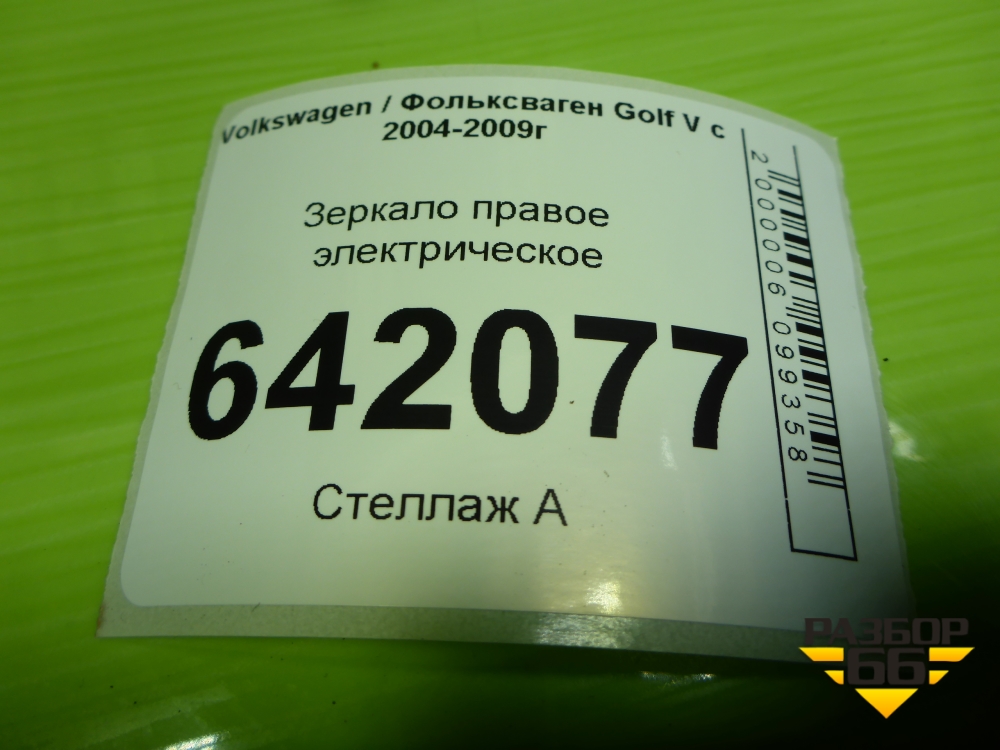 Volkswagen / Фольксваген Golf V с
2004-2009г
Зеркало правое
электрическое
642077
Стеллаж А
2000006099358
РАЗБОР
66